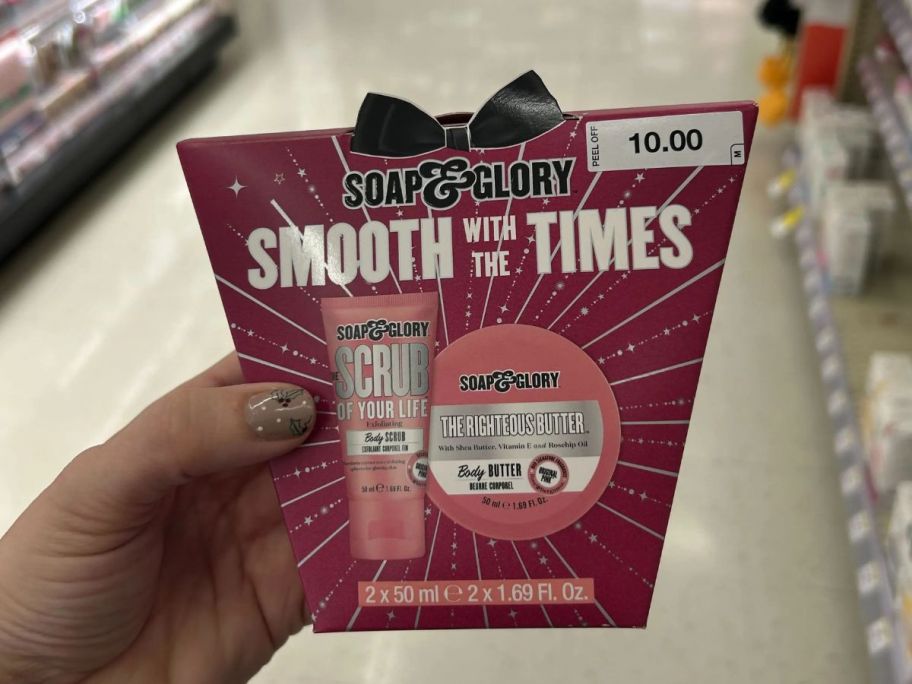 PEEL OFF
10.00
M
SOAP & GLORY
SMOOTH WITH THE TIMES
SOAP & GLORY
SCRUB
OF YOUR LIFE
Exfoliating
Body SCRUB
EXFOLIANT CORPOREL FIN
50 ml e 1.69 Fl. Oz.
SOAP & GLORY
THE RIGHTEOUS BUTTER™
With Shea Butter, Vitamin E and Rosehip Oil
Body BUTTER
BEURRE CORPOREL
ORIGINAL PINK
50 ml e 1.69 FL. Oz.
2 x 50 ml e 2 x 1.69 Fl. Oz.